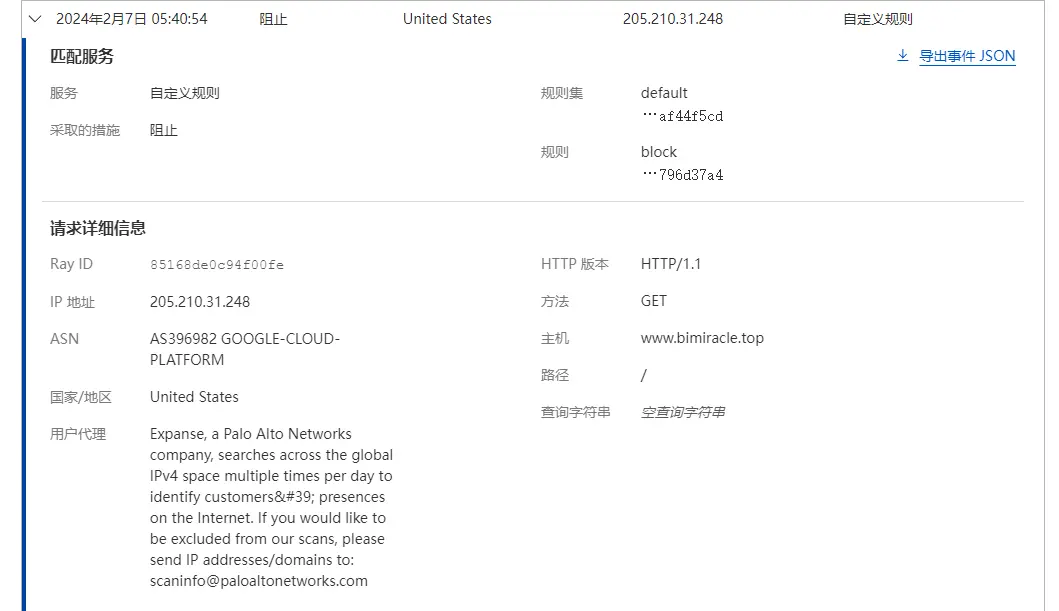 2024年2月7日 05:40:54 阻止 United States 205.210.31.248 自定义规则
匹配服务 导出事件 JSON
服务 自定义规则 规则集 default
···af44f5cd
采取的措施 阻止
规则 block
···796d37a4
请求详细信息
Ray ID 85168de0c94f00fe HTTP 版本 HTTP/1.1
IP 地址 205.210.31.248 方法 GET
ASN AS396982 GOOGLE-CLOUD- 主机 www.bimiracle.top
PLATFORM
路径 /
国家/地区 United States
查询字符串 空查询字符串
用户代理 Expanse, a Palo Alto Networks
company, searches across the global
IPv4 space multiple times per day to
identify customers&#39; presences
on the Internet. If you would like to
be excluded from our scans, please
send IP addresses/domains to:
scaninfo@paloaltonetworks.com